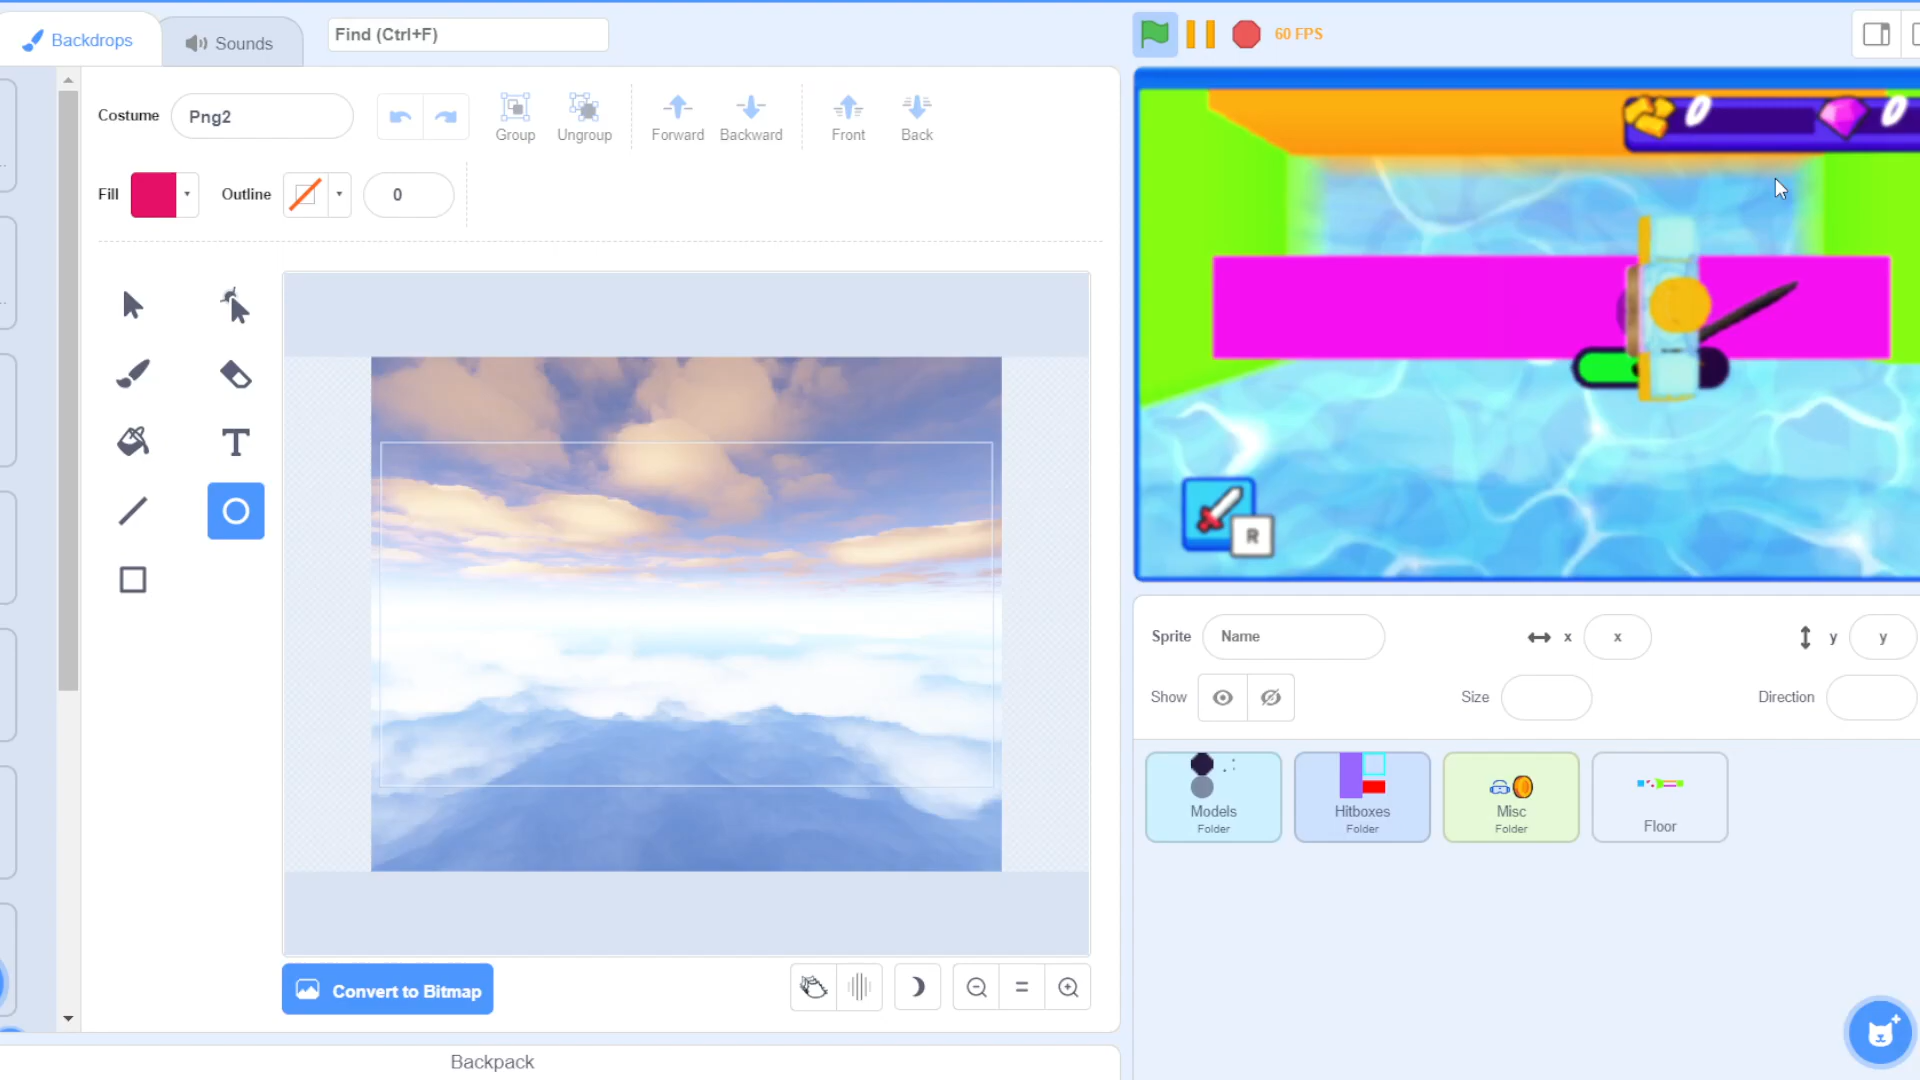 Backdrops
Sounds
Find (Ctrl+F)
60 FPS
Costume
Png2
Group
Ungroup
Forward
Backward
Front
Back
Fill
Outline
0
0
0
R
Sprite
Name
x
x
y
y
Show
Size
Direction
Models
Folder
Hitboxes
Folder
Misc
Folder
Floor
Convert to Bitmap
Backpack